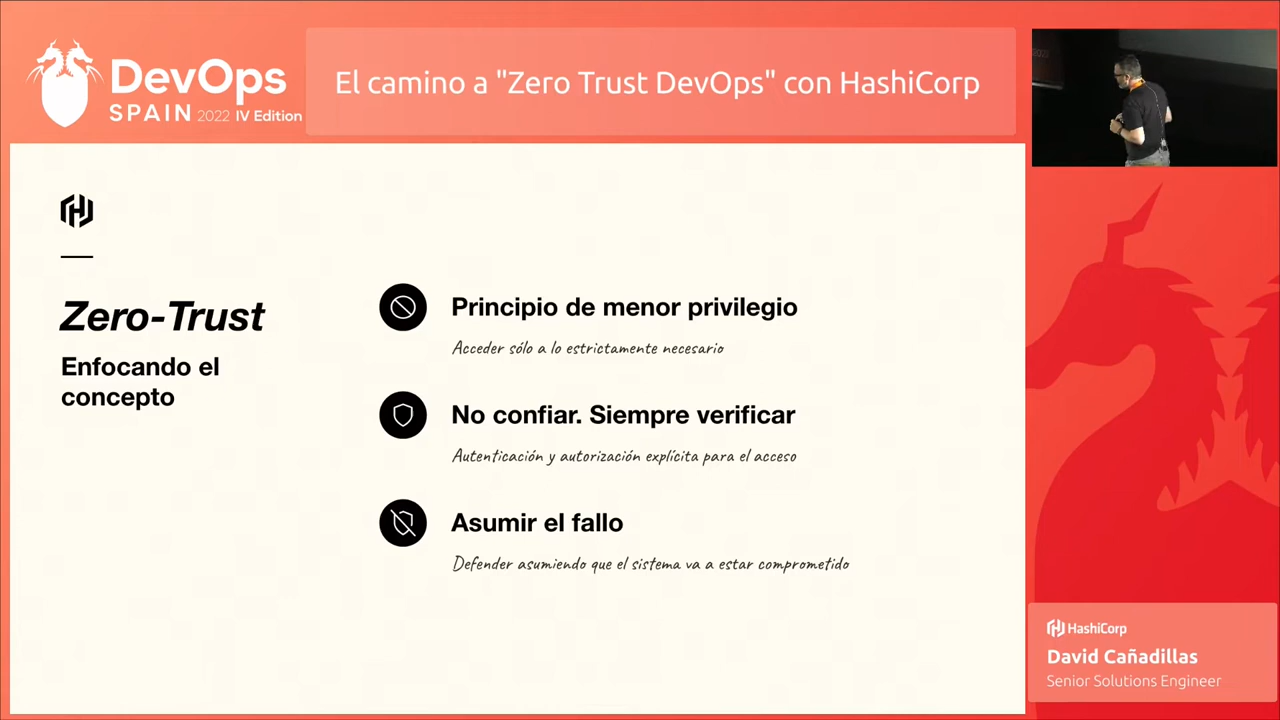 DevOps
SPAIN 2022 IV Edition
El camino a "Zero Trust DevOps" con HashiCorp
Zero-Trust
Enfocando el
concepto
Principio de menor privilegio
Acceder sólo a lo estrictamente necesario
No confiar. Siempre verificar
Autenticación y autorización explícita para el acceso
Asumir el fallo
Defender asumiendo que el sistema va a estar comprometido
HashiCorp
David Cañadillas
Senior Solutions Engineer